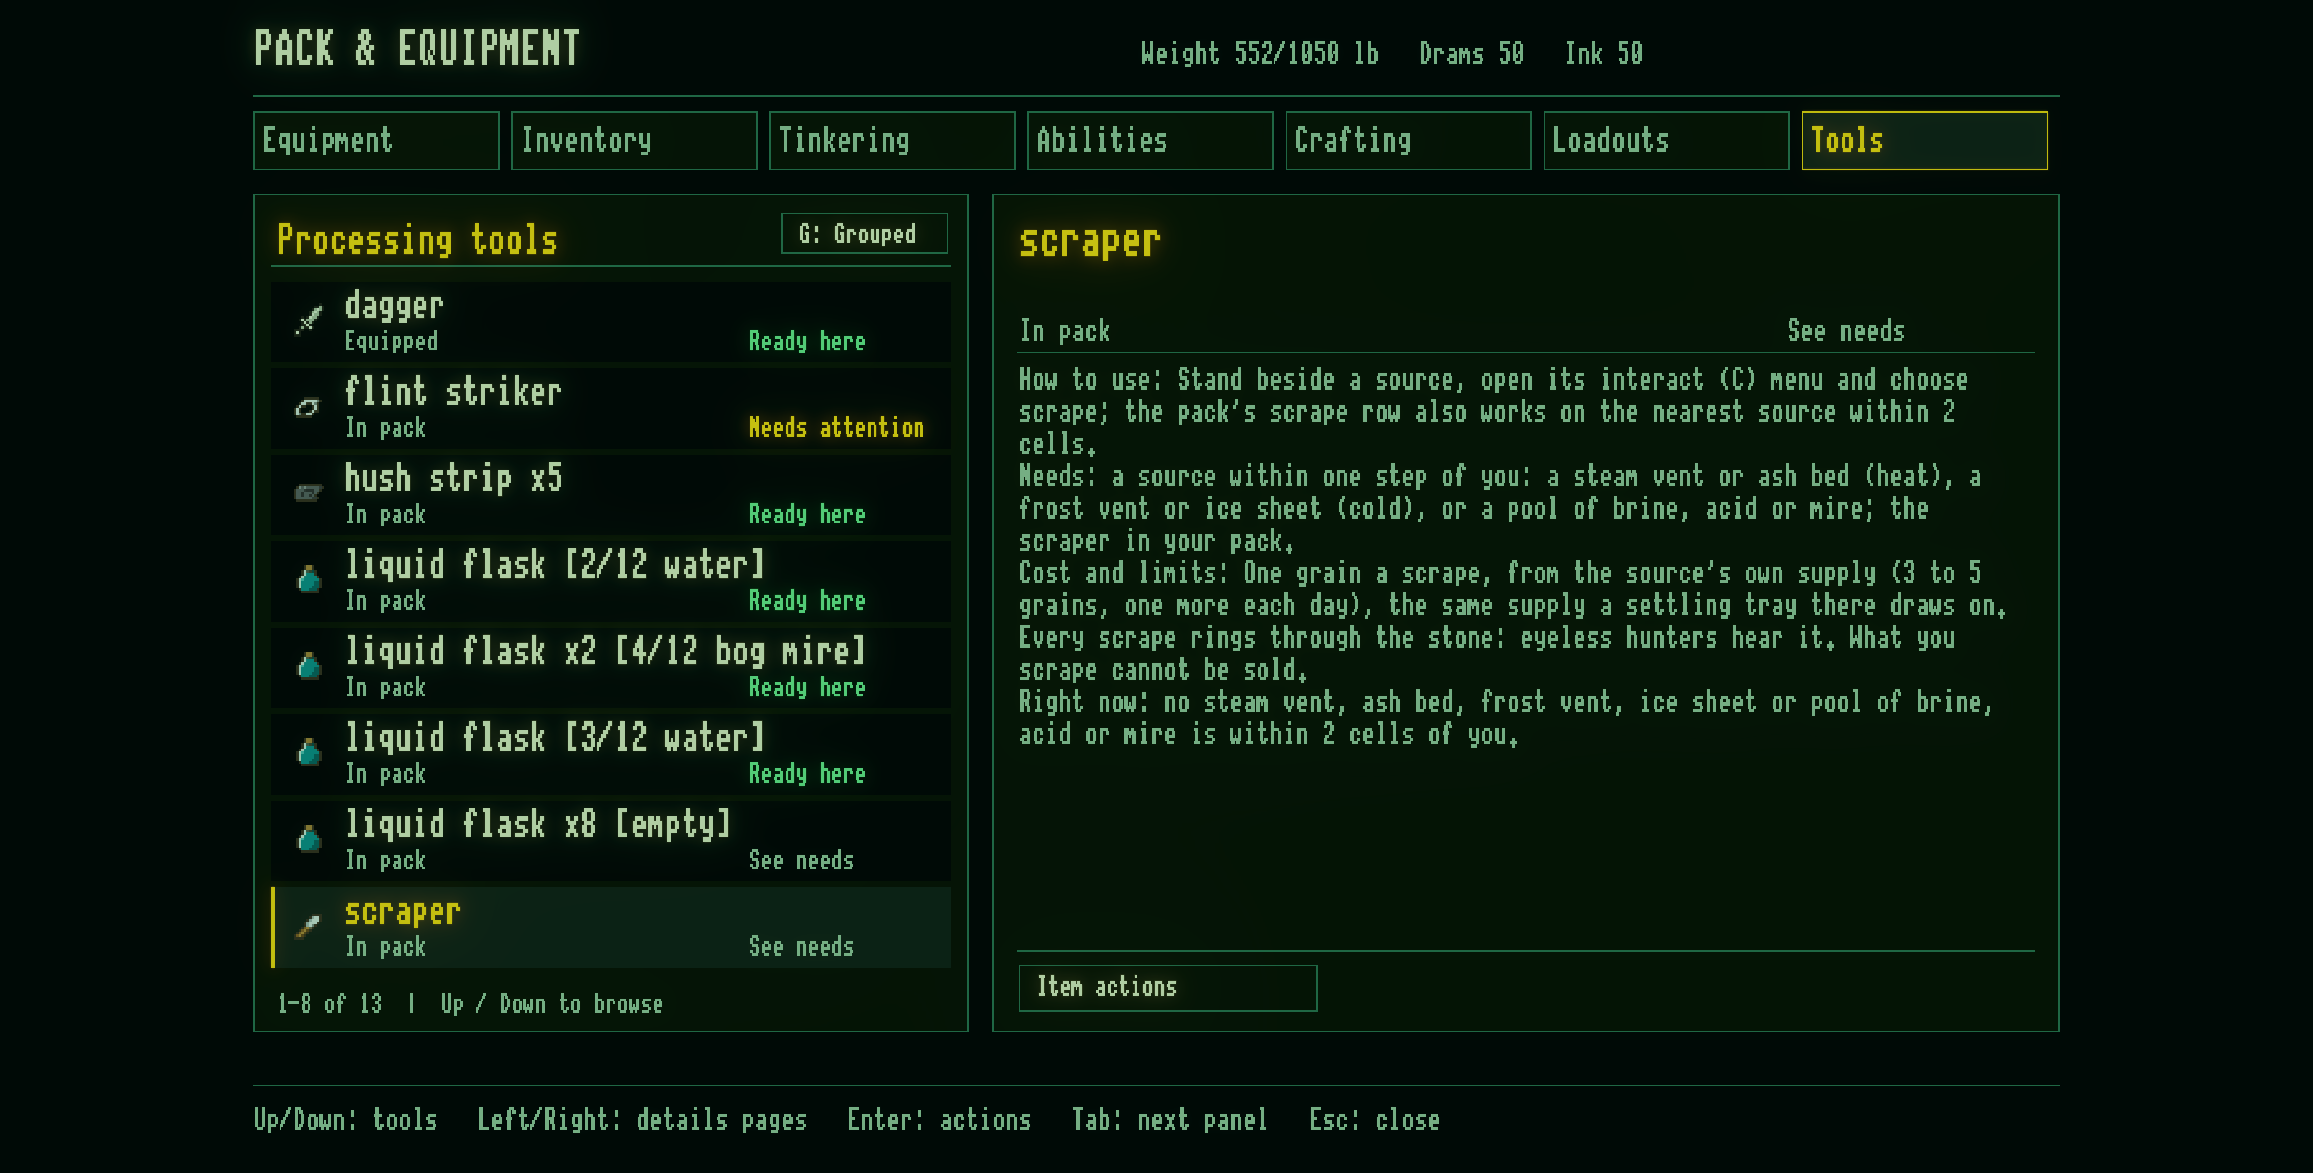 PACK & EQUIPMENT
Weight 552/1050 lb   Drams 50   Ink 50
Equipment
Inventory
Tinkering
Abilities
Crafting
Loadouts
Tools
Processing tools
G: Grouped
dagger
Equipped
Ready here
flint striker
In pack
Needs attention
hush strip x5
In pack
Ready here
liquid flask [2/12 water]
In pack
Ready here
liquid flask x2 [4/12 bog mire]
In pack
Ready here
liquid flask [3/12 water]
In pack
Ready here
liquid flask x8 [empty]
In pack
See needs
scraper
In pack
See needs
1-8 of 13  |  Up / Down to browse
scraper
In pack
See needs
How to use: Stand beside a source, open its interact (C) menu and choose
scrape; the pack's scrape row also works on the nearest source within 2
cells.
Needs: a source within one step of you: a steam vent or ash bed (heat), a
frost vent or ice sheet (cold), or a pool of brine, acid or mire; the
scraper in your pack.
Cost and limits: One grain a scrape, from the source's own supply (3 to 5
grains, one more each day), the same supply a settling tray there draws on.
Every scrape rings through the stone: eyeless hunters hear it. What you
scrape cannot be sold.
Right now: no steam vent, ash bed, frost vent, ice sheet or pool of brine,
acid or mire is within 2 cells of you.
Item actions
Up/Down: tools   Left/Right: details pages   Enter: actions   Tab: next panel   Esc: close